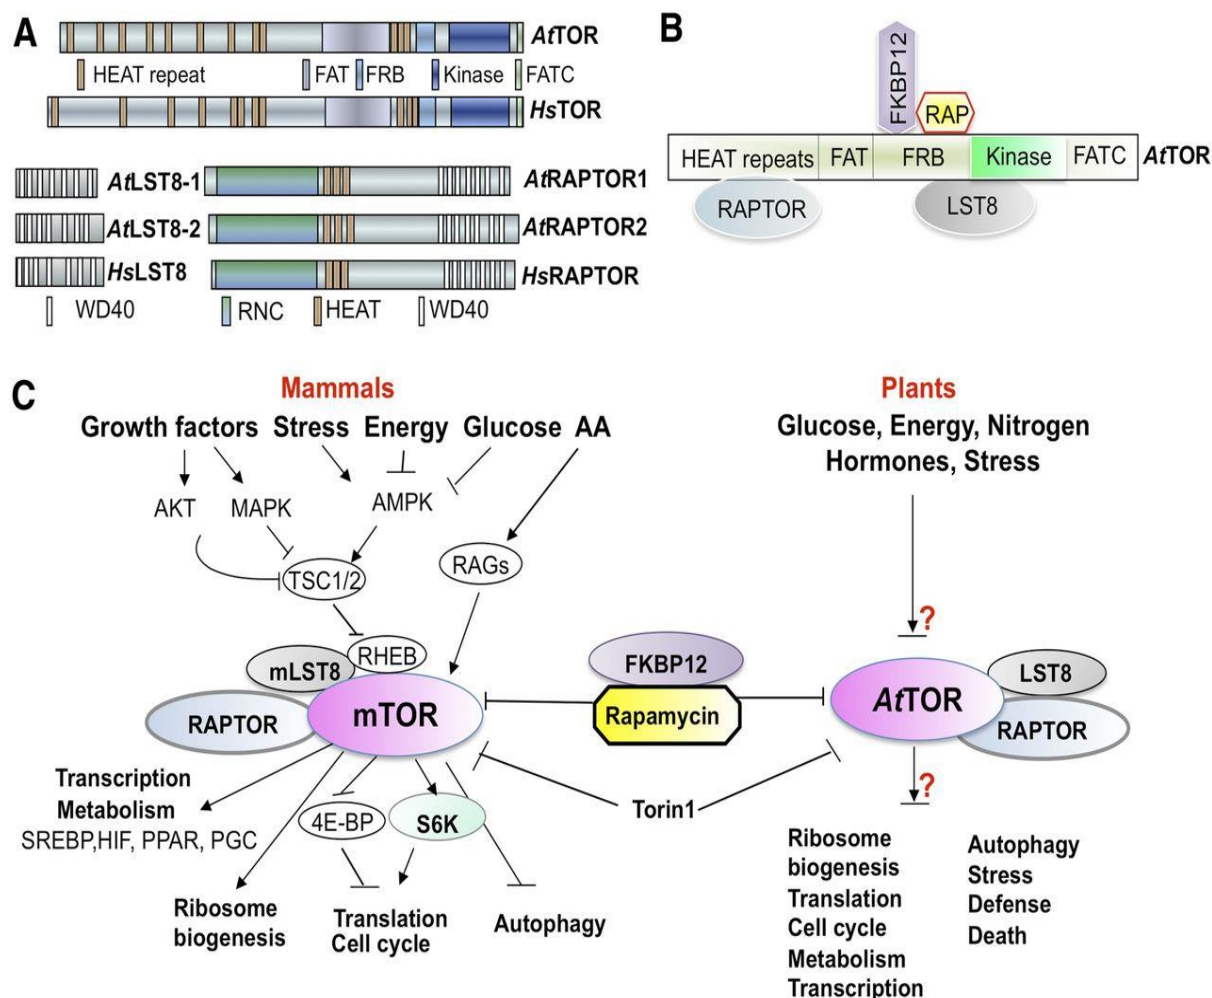 A
AtTOR
HEAT repeat FAT FRB Kinase FATC
HsTOR
AtLST8-1 AtRAPTOR1
AtLST8-2 AtRAPTOR2
HsLST8 HsRAPTOR
WD40 RNC HEAT WD40
B
FKBP12
RAP
HEAT repeats FAT FRB Kinase FATC AtTOR
RAPTOR LST8
C
Mammals
Growth factors Stress Energy Glucose AA
AKT MAPK AMPK
TSC1/2 RAGs
RHEB
mLST8
RAPTOR mTOR
Transcription
Metabolism
SREBP,HIF, PPAR, PGC
4E-BP S6K
Ribosome
biogenesis
Translation
Cell cycle
Autophagy
FKBP12
Rapamycin
Torin1
Plants
Glucose, Energy, Nitrogen
Hormones, Stress
?
AtTOR LST8
RAPTOR
?
Ribosome
biogenesis
Translation
Cell cycle
Metabolism
Transcription
Autophagy
Stress
Defense
Death